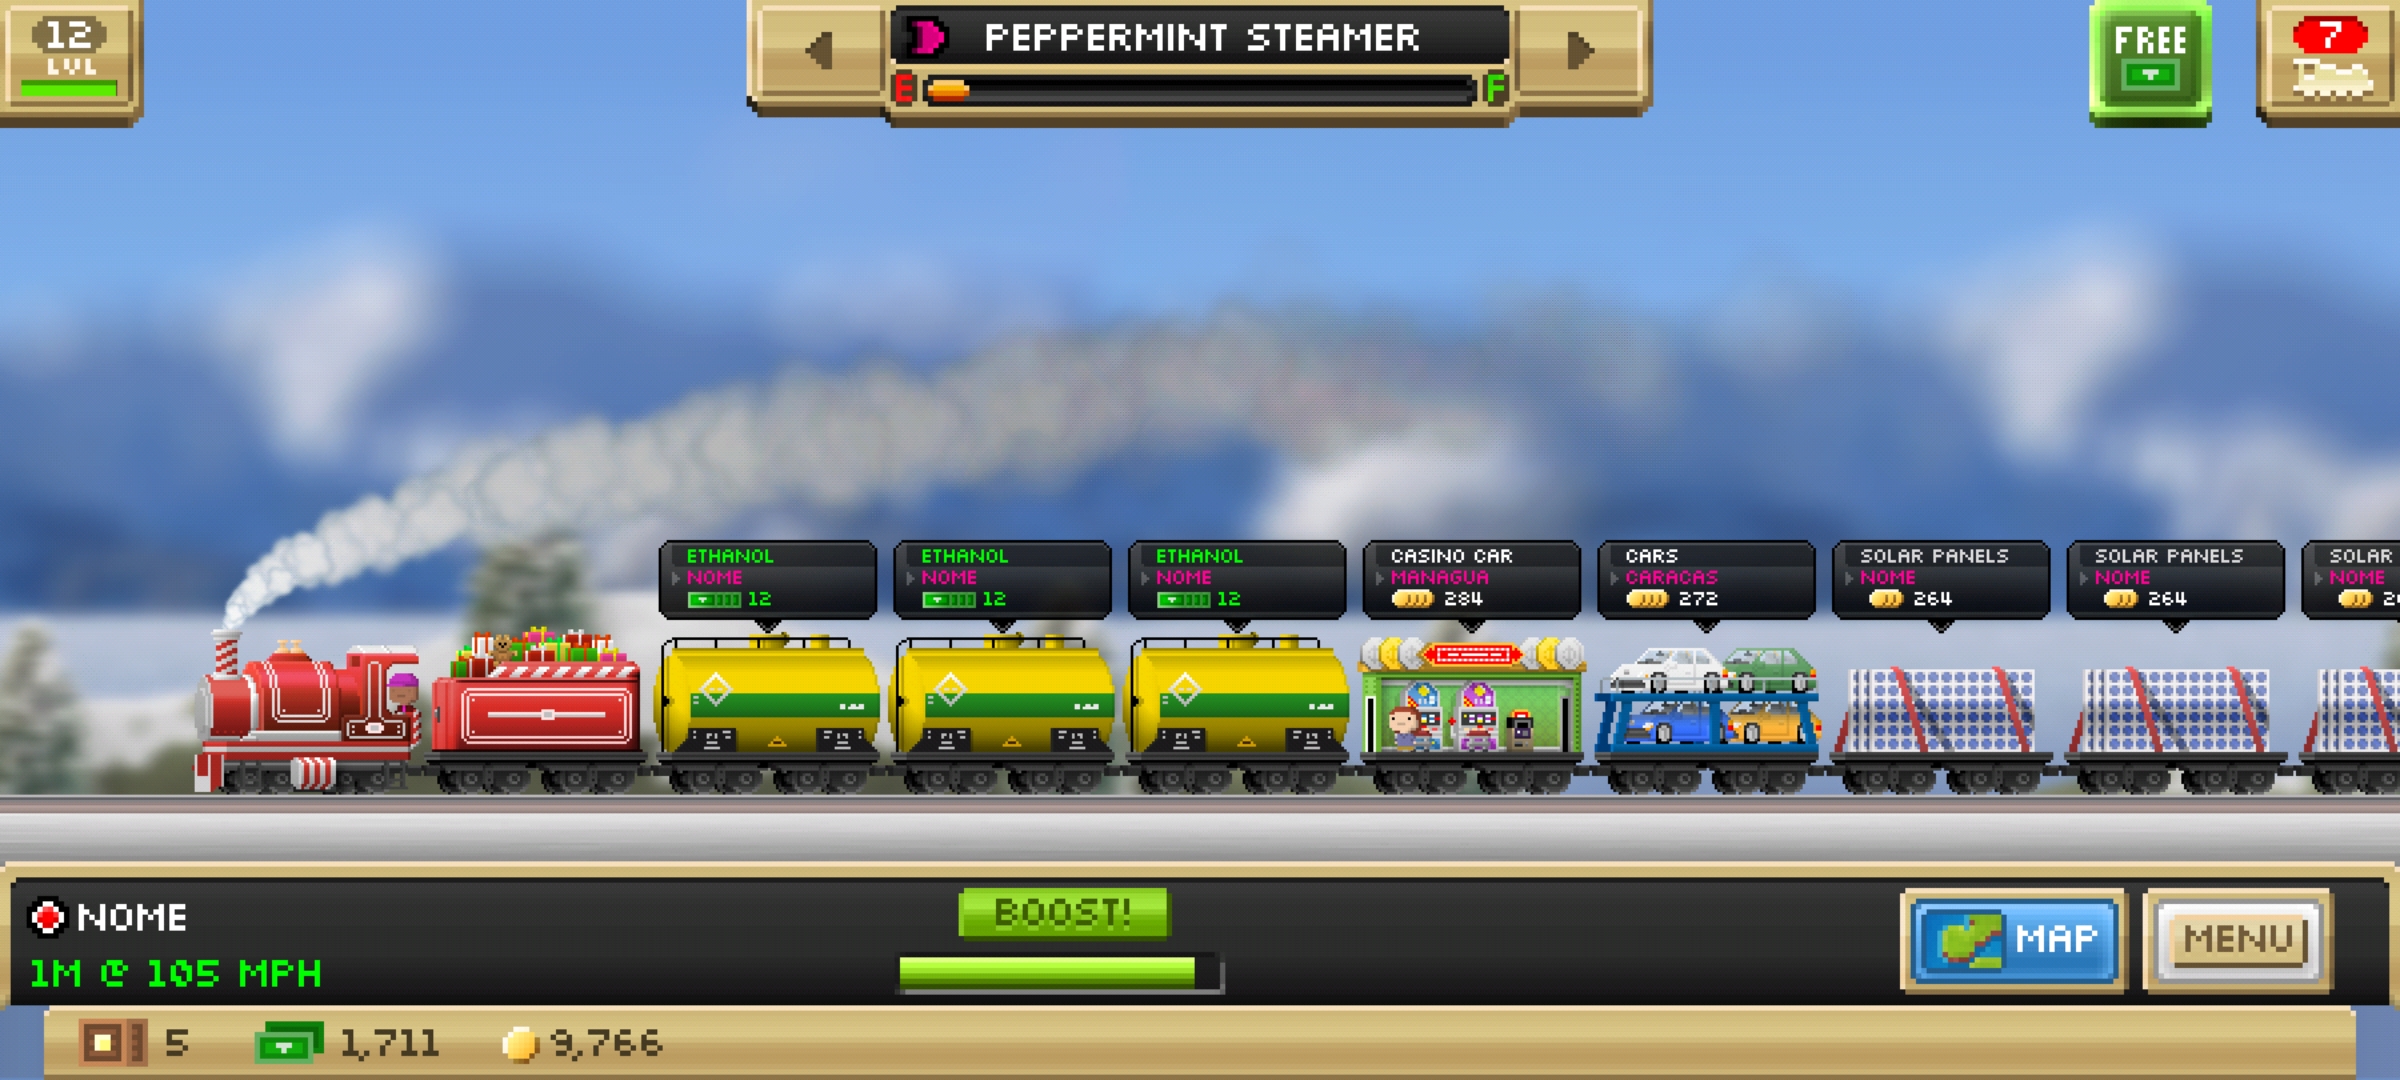 12
LVL
PEPPERMINT STEAMER
E F
FREE
7
ETHANOL
NOME
12
ETHANOL
NOME
12
ETHANOL
NOME
12
CASINO CAR
MANAGUA
284
CARS
CARACAS
272
SOLAR PANELS
NOME
264
SOLAR PANELS
NOME
264
SOLAR
NOME
NOME
1M @ 105 MPH
BOOST!
MAP
MENU
5
1,711
9,766